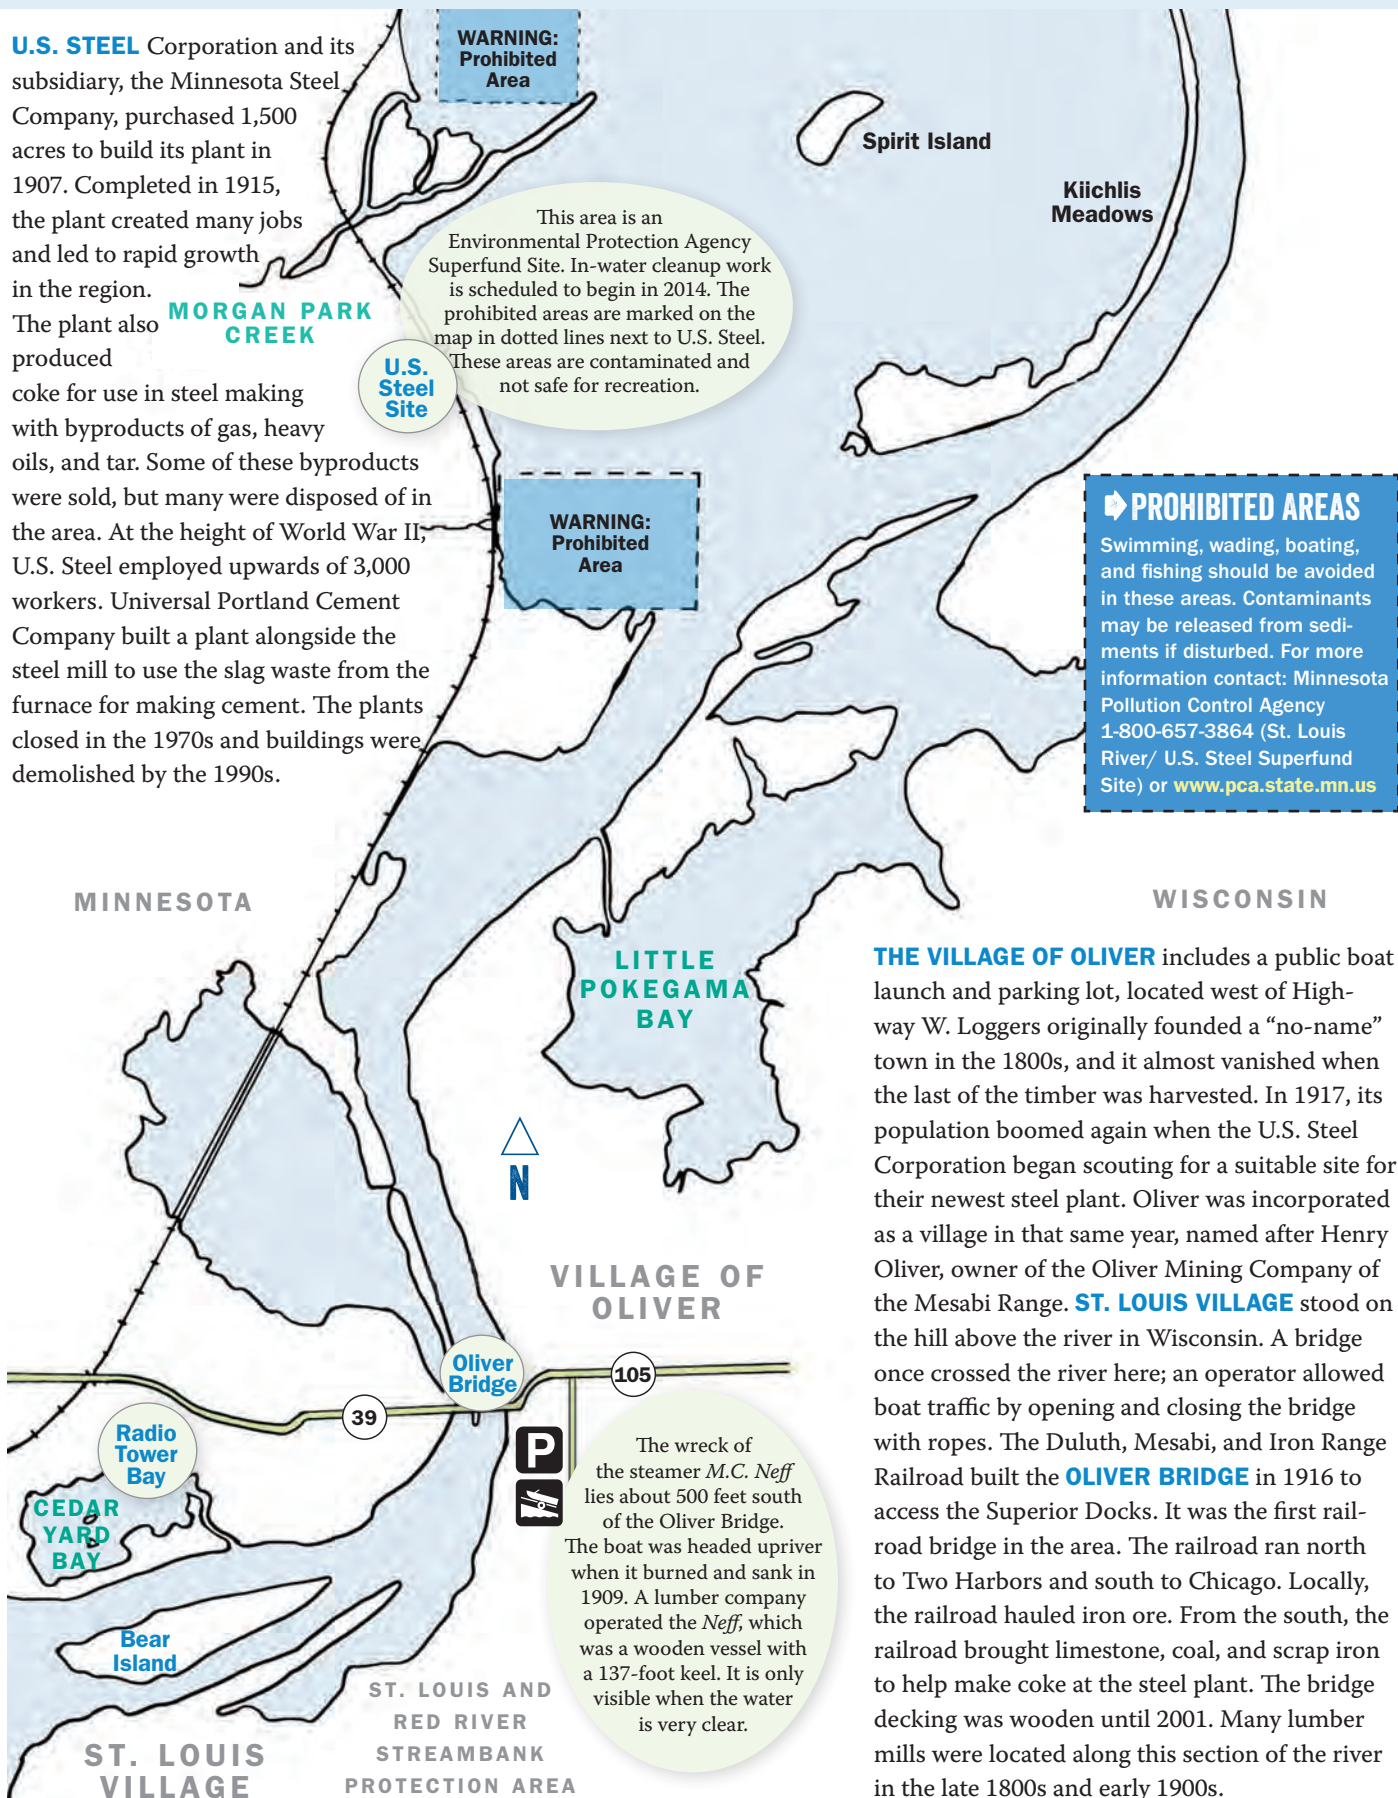 U.S. STEEL Corporation and its
subsidiary, the Minnesota Steel
Company, purchased 1,500
acres to build its plant in
1907. Completed in 1915,
the plant created many jobs
and led to rapid growth
in the region.
The plant also
produced
coke for use in steel making
with byproducts of gas, heavy
oils, and tar. Some of these byproducts
were sold, but many were disposed of in
the area. At the height of World War II,
U.S. Steel employed upwards of 3,000
workers. Universal Portland Cement
Company built a plant alongside the
steel mill to use the slag waste from the
furnace for making cement. The plants
closed in the 1970s and buildings were
demolished by the 1990s.
WARNING:
Prohibited
Area
Spirit Island
Kiichlis
Meadows
This area is an
Environmental Protection Agency
Superfund Site. In-water cleanup work
is scheduled to begin in 2014. The
prohibited areas are marked on the
map in dotted lines next to U.S. Steel.
These areas are contaminated and
not safe for recreation.
MORGAN PARK
CREEK
U.S.
Steel
Site
WARNING:
Prohibited
Area
PROHIBITED AREAS
Swimming, wading, boating,
and fishing should be avoided
in these areas. Contaminants
may be released from sedi-
ments if disturbed. For more
information contact: Minnesota
Pollution Control Agency
1-800-657-3864 (St. Louis
River/ U.S. Steel Superfund
Site) or www.pca.state.mn.us
MINNESOTA
WISCONSIN
LITTLE
POKEGAMA
BAY
N
VILLAGE OF
OLIVER
Oliver
Bridge
105
39
Radio
Tower
Bay
CEDAR
YARD
BAY
P
The wreck of
the steamer M.C. Neff
lies about 500 feet south
of the Oliver Bridge.
The boat was headed upriver
when it burned and sank in
1909. A lumber company
operated the Neff, which
was a wooden vessel with
a 137-foot keel. It is only
visible when the water
is very clear.
Bear
Island
ST. LOUIS AND
RED RIVER
STREAMBANK
PROTECTION AREA
ST. LOUIS
VILLAGE
THE VILLAGE OF OLIVER includes a public boat
launch and parking lot, located west of High-
way W. Loggers originally founded a “no-name”
town in the 1800s, and it almost vanished when
the last of the timber was harvested. In 1917, its
population boomed again when the U.S. Steel
Corporation began scouting for a suitable site for
their newest steel plant. Oliver was incorporated
as a village in that same year, named after Henry
Oliver, owner of the Oliver Mining Company of
the Mesabi Range. ST. LOUIS VILLAGE stood on
the hill above the river in Wisconsin. A bridge
once crossed the river here; an operator allowed
boat traffic by opening and closing the bridge
with ropes. The Duluth, Mesabi, and Iron Range
Railroad built the OLIVER BRIDGE in 1916 to
access the Superior Docks. It was the first rail-
road bridge in the area. The railroad ran north
to Two Harbors and south to Chicago. Locally,
the railroad hauled iron ore. From the south, the
railroad brought limestone, coal, and scrap iron
to help make coke at the steel plant. The bridge
decking was wooden until 2001. Many lumber
mills were located along this section of the river
in the late 1800s and early 1900s.